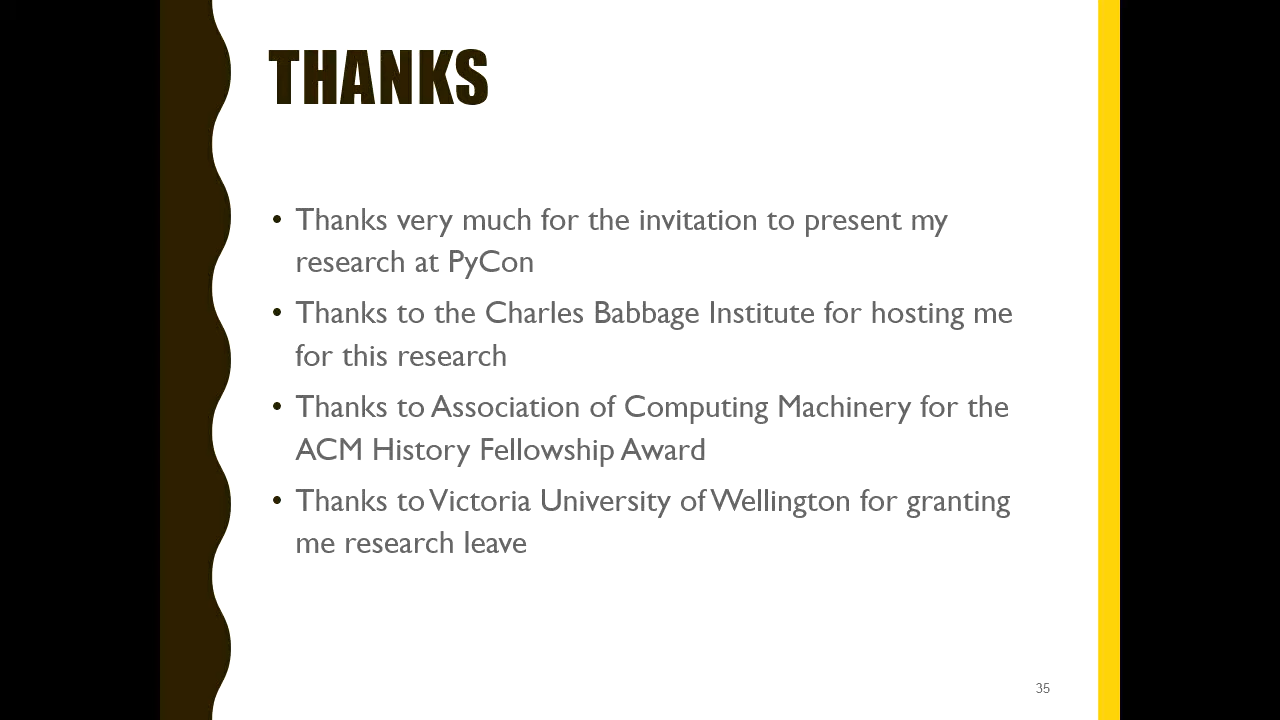 THANKS
• Thanks very much for the invitation to present my
research at PyCon
• Thanks to the Charles Babbage Institute for hosting me
for this research
• Thanks to Association of Computing Machinery for the
ACM History Fellowship Award
• Thanks to Victoria University of Wellington for granting
me research leave
35